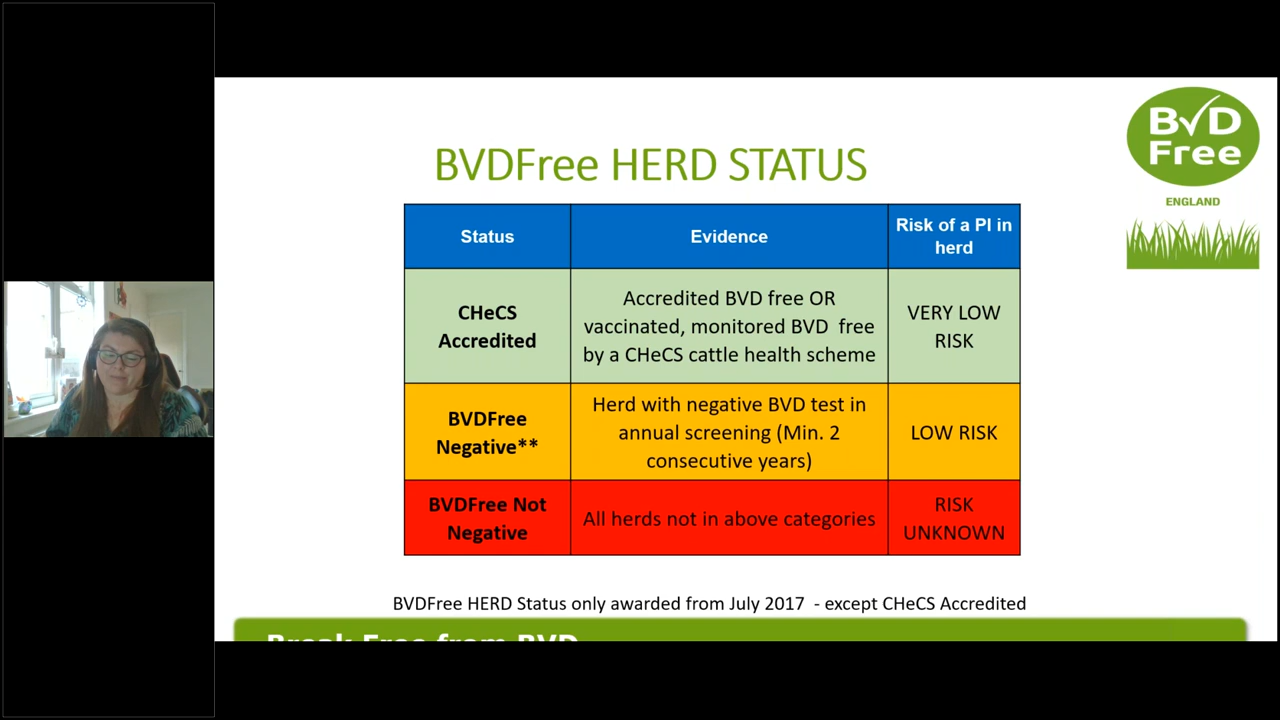 BVD
Free
ENGLAND
BVDFree HERD STATUS
Status
Evidence
Risk of a PI in
herd
CHeCS
Accredited
Accredited BVD free OR
vaccinated, monitored BVD free
by a CHeCS cattle health scheme
VERY LOW
RISK
BVDFree
Negative**
Herd with negative BVD test in
annual screening (Min. 2
consecutive years)
LOW RISK
BVDFree Not
Negative
All herds not in above categories
RISK
UNKNOWN
BVDFree HERD Status only awarded from July 2017 - except CHeCS Accredited
Break Free from BVD